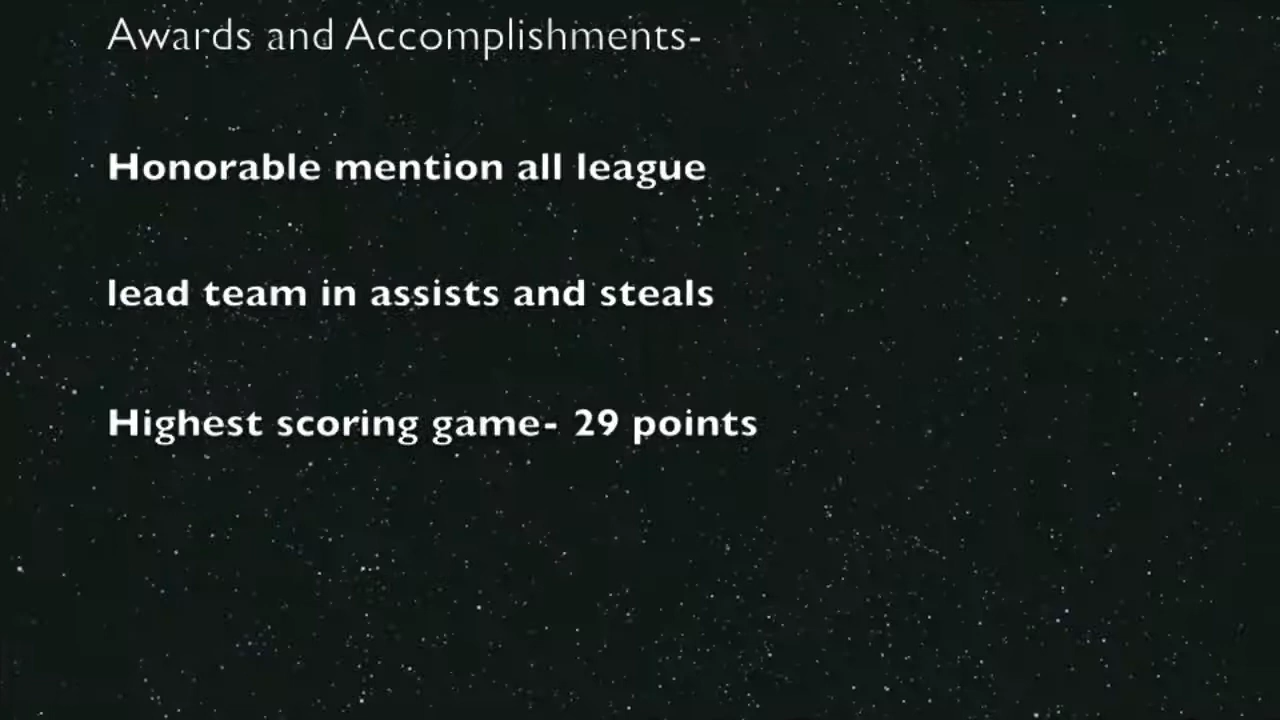 Awards and Accomplishments-
Honorable mention all league
lead team in assists and steals
Highest scoring game- 29 points